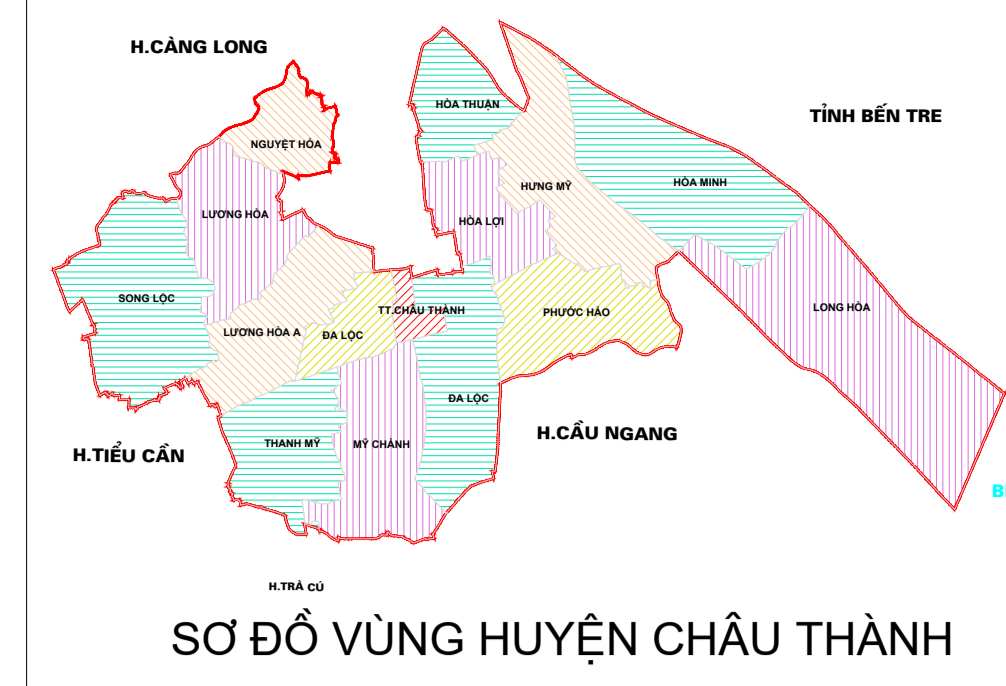 H.CÀNG LONG
HÒA THUẬN
TỈNH BẾN TRE
NGUYỆT HÓA
HƯNG MỸ
HÒA MINH
LƯƠNG HÒA
HÒA LỢI
SONG LỘC
TT.CHÂU THÀNH
PHƯỚC HẢO
LONG HÒA
LƯƠNG HÒA A
ĐA LỘC
ĐA LỘC
H.CẦU NGANG
THANH MỸ
MỸ CHÁNH
H.TIỂU CẦN
H.TRÀ CÚ
SƠ ĐỒ VÙNG HUYỆN CHÂU THÀNH